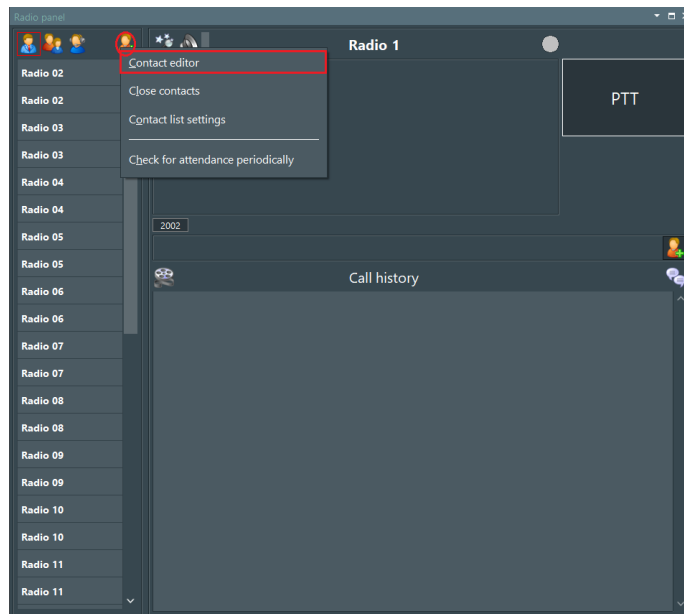 Radio panel
Radio 1
Contact editor
Close contacts
Contact list settings
Check for attendance periodically
PTT
Radio 02
Radio 02
Radio 03
Radio 03
Radio 04
Radio 04
Radio 05
Radio 05
Radio 06
Radio 06
Radio 07
Radio 07
Radio 08
Radio 08
Radio 09
Radio 09
Radio 10
Radio 10
Radio 11
Radio 11
2002
Call history